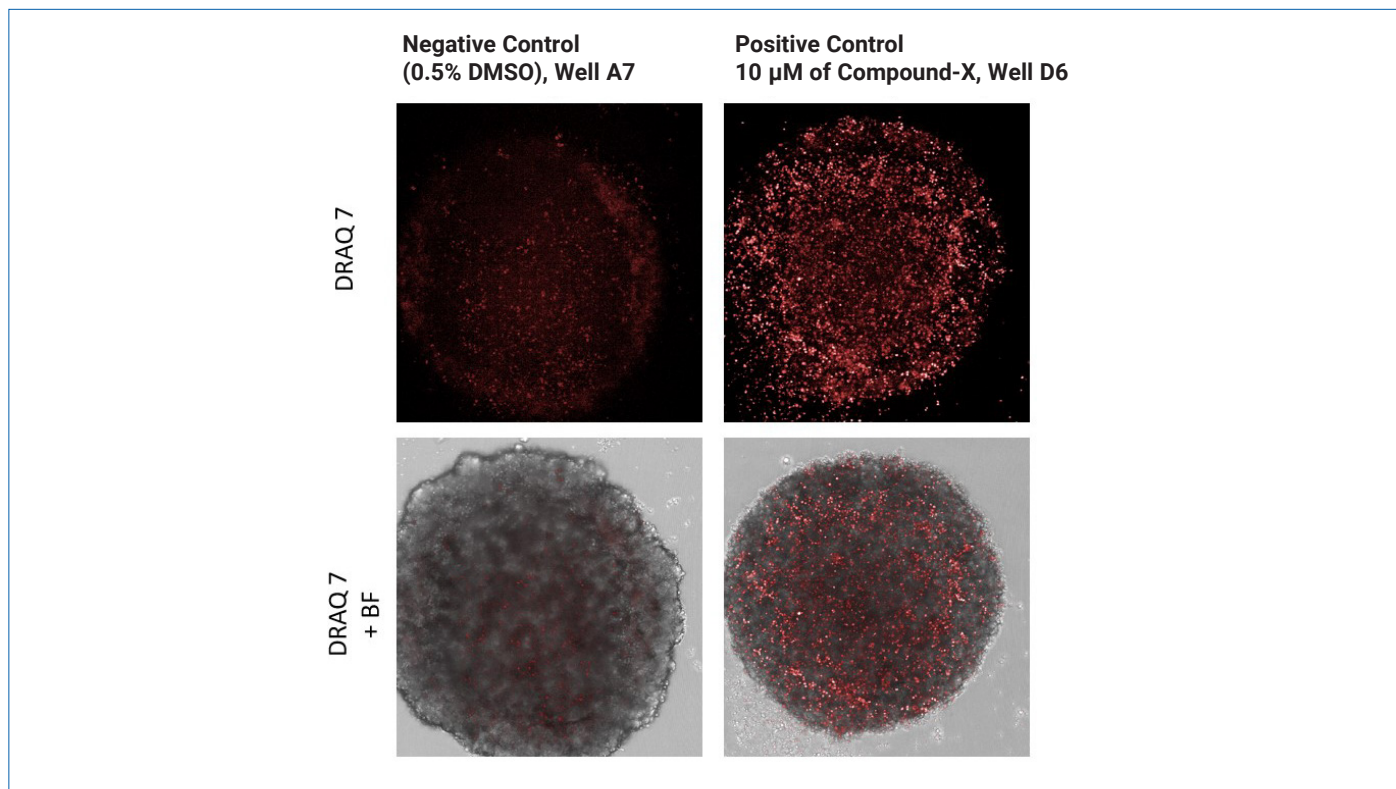 Negative Control
(0.5% DMSO), Well A7
Positive Control
10 µM of Compound-X, Well D6
DRAQ 7
DRAQ 7
+ BF